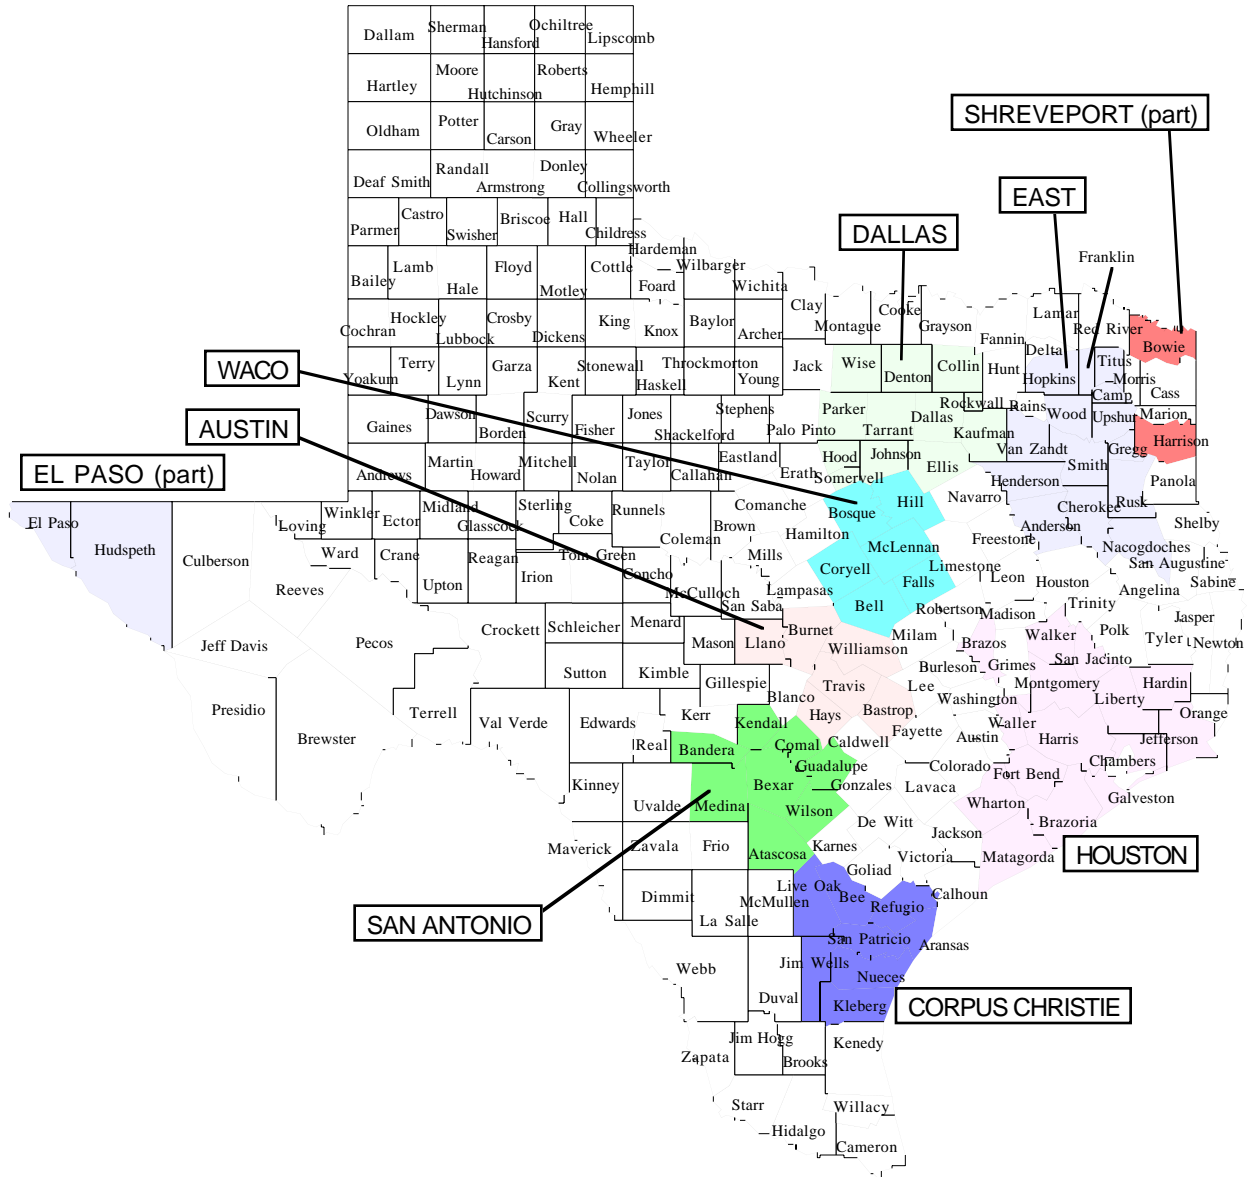 Dallam Sherman Hansford Ochiltree Lipscomb
Hartley Moore Hutchinson Roberts Hemphill
Oldham Potter Carson Gray Wheeler
SHREVEPORT (part)
Deaf Smith Randall Armstrong Donley Collingsworth
EAST
Parmer Castro Swisher Briscoe Hall Childress
DALLAS
Hardeman
Franklin
Bailey Lamb Hale Floyd Motley Cottle Foard Wilbarger Wichita Clay
Montague Cooke Grayson Fannin Lamar Red River Bowie
Cochran Hockley Lubbock Crosby Dickens King Knox Baylor Archer
WACO
Yoakum Terry Lynn Garza Kent Stonewall Haskell Throckmorton Young Jack Wise Denton Collin Hunt Delta Hopkins Titus Morris Camp Cass
AUSTIN
Gaines Dawson Borden Scurry Fisher Jones Shackelford Stephens Palo Pinto Parker Tarrant Dallas Rockwall Kaufman Rains Wood Upshur Marion Harrison
EL PASO (part)
Andrews Martin Howard Mitchell Nolan Taylor Callahan Eastland Erath Hood Somervell Johnson Ellis Van Zandt Smith Gregg Panola
El Paso Hudspeth Culberson Loving Winkler Ector Midland Glasscock Sterling Coke Runnels Coleman Brown Comanche Hamilton Bosque Hill Navarro Henderson Anderson Cherokee Rusk Shelby
Reeves Ward Crane Upton Reagan Irion Tom Green Concho McCulloch San Saba Mills Lampasas Coryell McLennan Falls Bell Limestone Freestone Leon Houston Nacogdoches San Augustine Sabine Angelina
Jeff Davis Pecos Crockett Schleicher Menard Mason Llano Burnet Williamson Milam Robertson Brazos Madison Walker Trinity Polk Tyler Jasper Newton
Presidio Brewster Terrell Sutton Kimble Gillespie Blanco Travis Bastrop Lee Burleson Washington Grimes Montgomery San Jacinto Liberty Hardin Orange
Val Verde Edwards Real Kerr Kendall Hays Caldwell Fayette Austin Waller Harris Chambers Jefferson
Bandera Comal Guadalupe Gonzales Colorado Fort Bend Galveston
Kinney Uvalde Medina Bexar Wilson Lavaca Wharton Brazoria
HOUSTON
Maverick Zavala Frio Atascosa Karnes De Witt Jackson Matagorda
Goliad Victoria Calhoun
SAN ANTONIO
Dimmit La Salle McMullen Live Oak Bee Refugio
San Patricio Aransas
Webb Duval Jim Wells Nueces Kleberg
CORPUS CHRISTIE
Zapata Jim Hogg Brooks Kenedy
Starr Hidalgo Willacy
Cameron